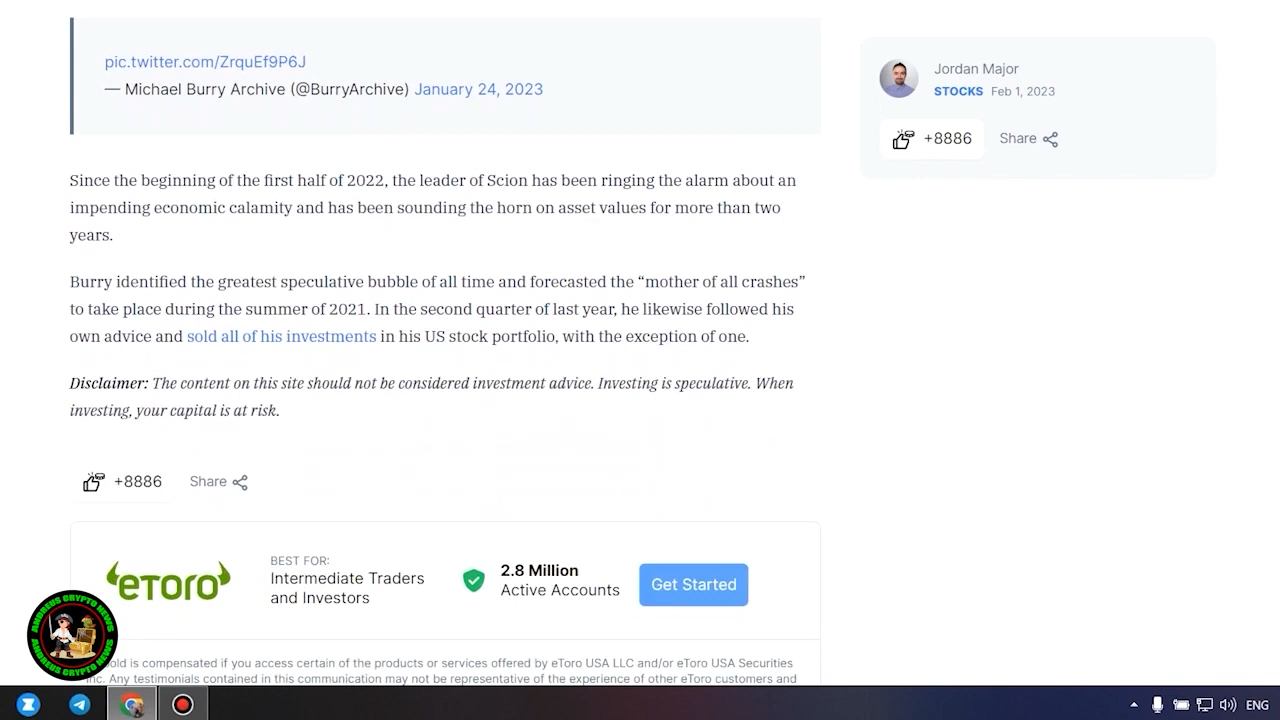 pic.twitter.com/ZrquEf9P6J
— Michael Burry Archive (@BurryArchive) January 24, 2023
Jordan Major
STOCKS Feb 1, 2023
+8886 Share
Since the beginning of the first half of 2022, the leader of Scion has been ringing the alarm about an
impending economic calamity and has been sounding the horn on asset values for more than two
years.
Burry identified the greatest speculative bubble of all time and forecasted the “mother of all crashes”
to take place during the summer of 2021. In the second quarter of last year, he likewise followed his
own advice and sold all of his investments in his US stock portfolio, with the exception of one.
Disclaimer: The content on this site should not be considered investment advice. Investing is speculative. When
investing, your capital is at risk.
+8886 Share
eToro
BEST FOR:
Intermediate Traders
and Investors
2.8 Million
Active Accounts
Get Started
ANDREUS CRYPTO NEWS
ANDREUS CRYPTO NEWS
is compensated if you access certain of the products or services offered by eToro USA LLC and/or eToro USA Securities
Inc. Any testimonials contained in this communication may not be representative of the experience of other eToro customers and
ENG